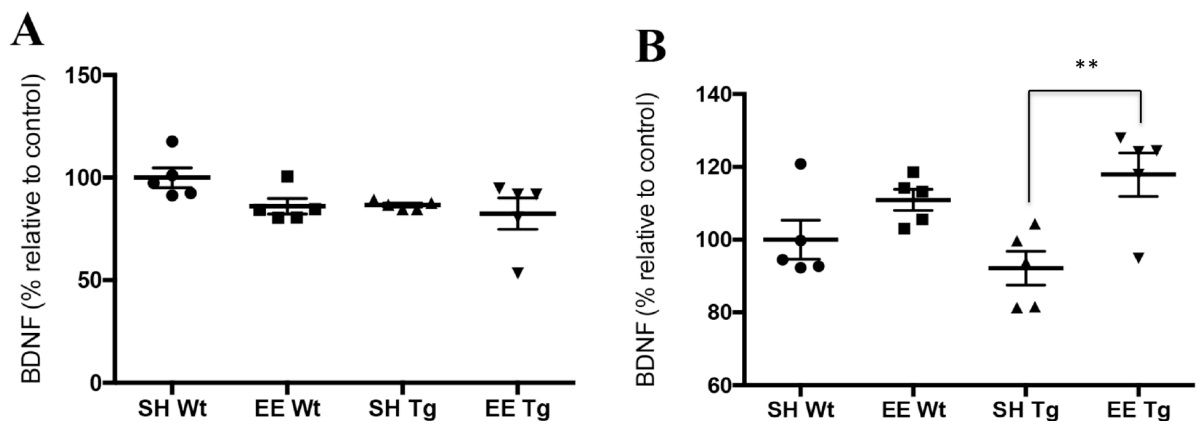 A
BDNF (% relative to control)
150
100
50
0
SH Wt EE Wt SH Tg EE Tg
B
**
BDNF (% relative to control)
140
120
100
80
60
SH Wt EE Wt SH Tg EE Tg